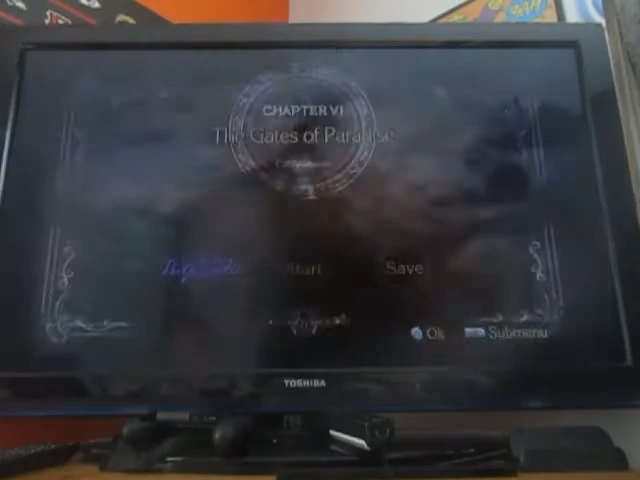 CHAPTER VI
The Gates of Paradise
Start Save
Ok Submenu
TOSHIBA